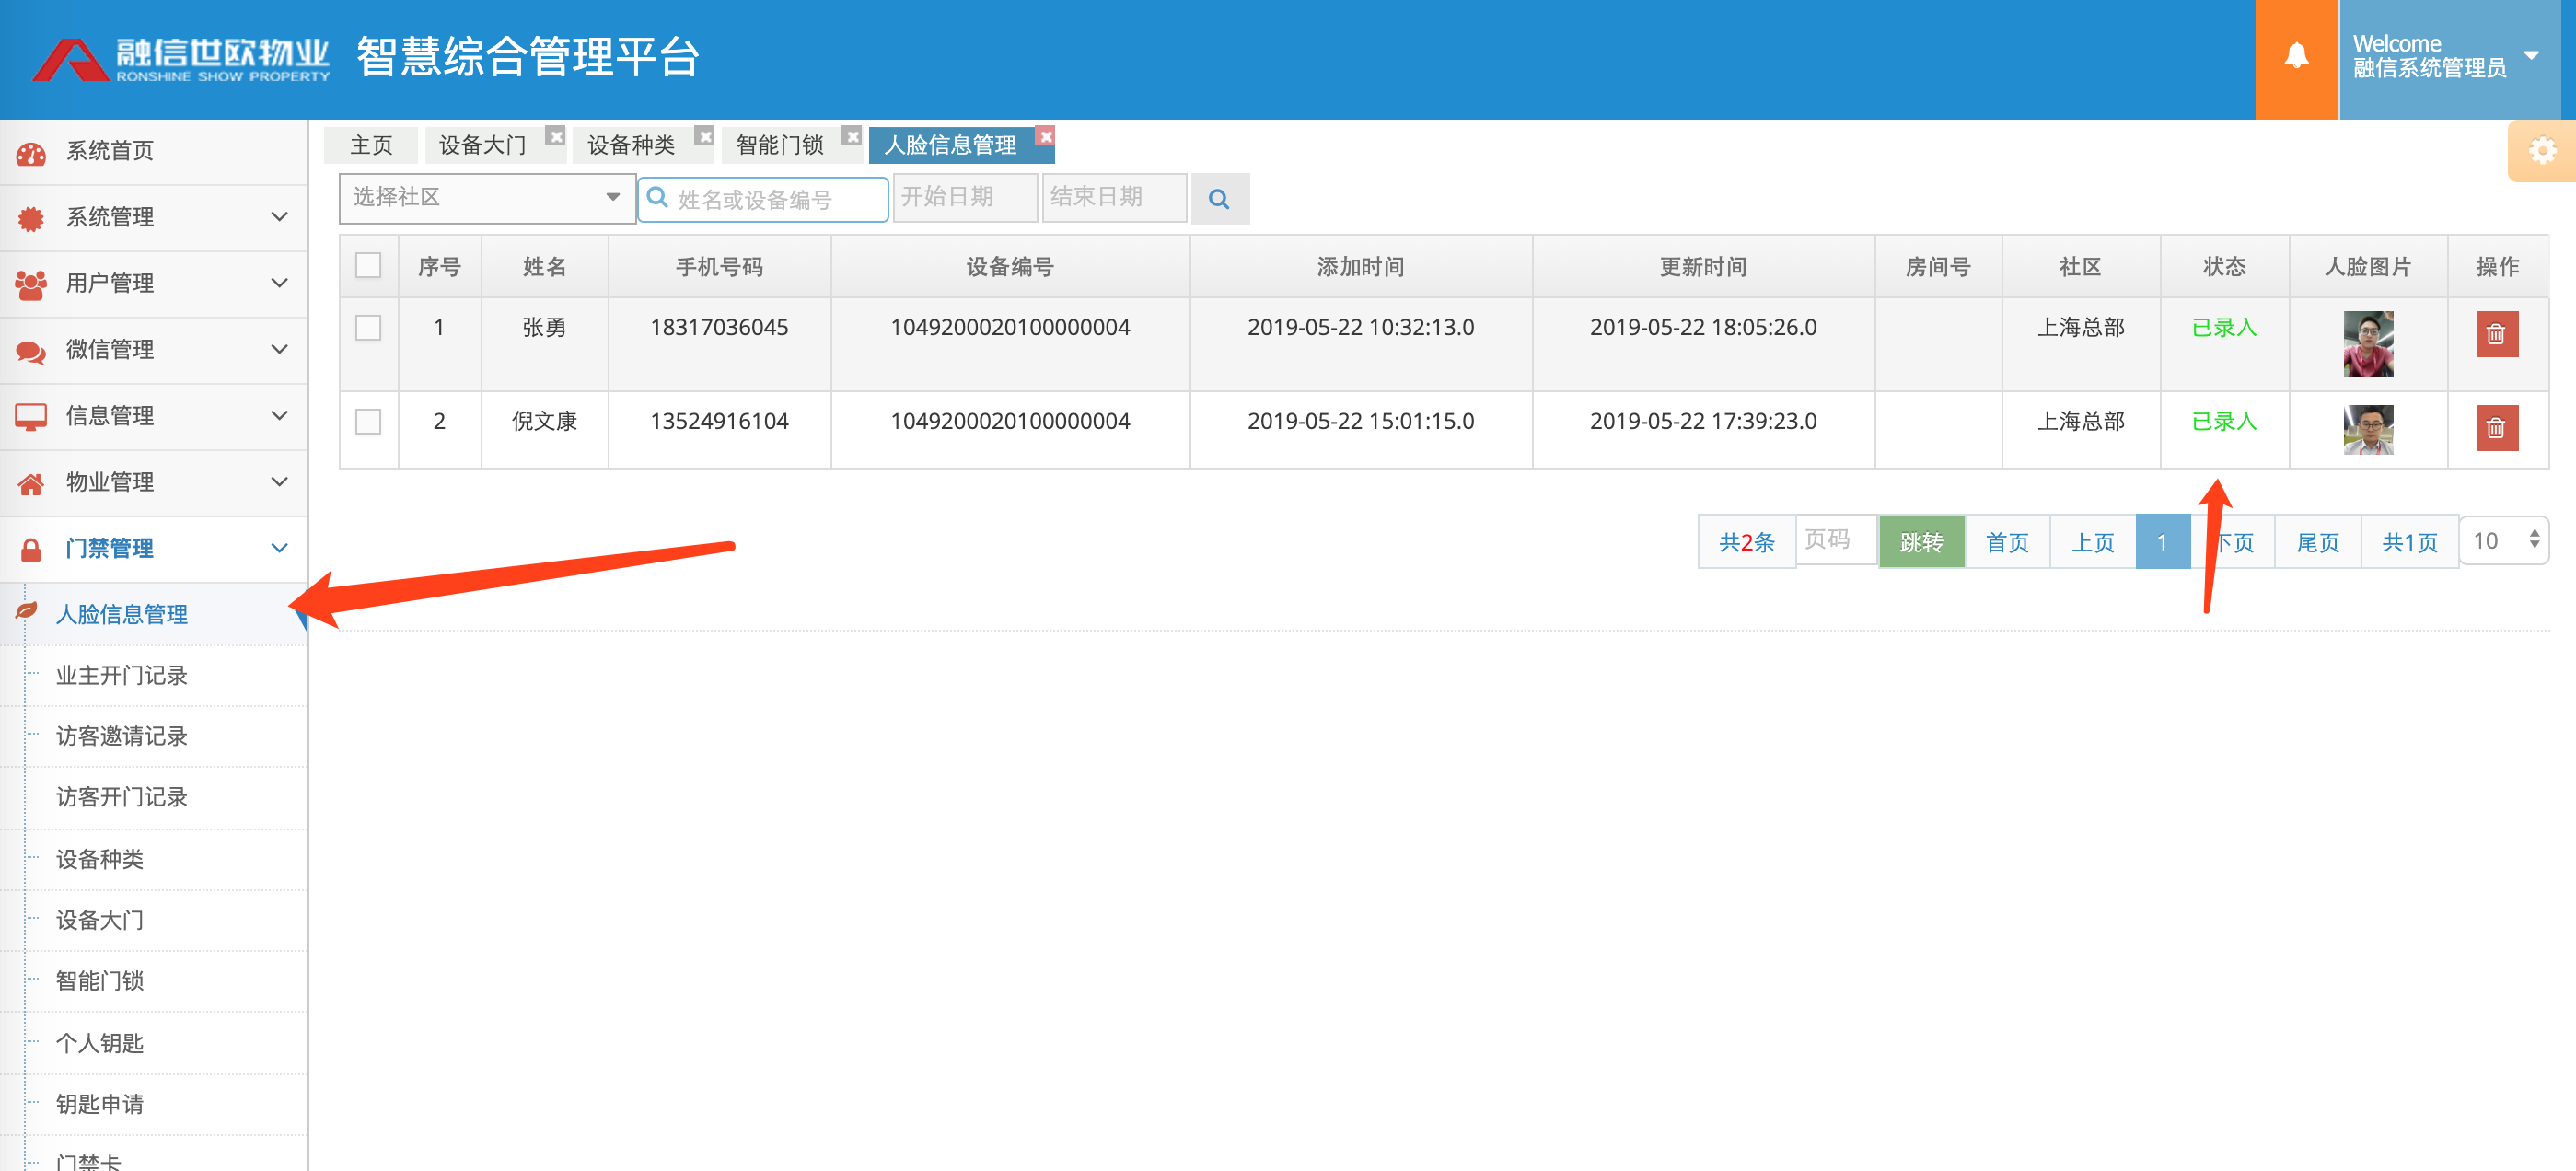 融信世欧物业
RONSHINE SHOW PROPERTY
智慧综合管理平台
Welcome
融信系统管理员
系统首页
系统管理
用户管理
微信管理
信息管理
物业管理
门禁管理
人脸信息管理
业主开门记录
访客邀请记录
访客开门记录
设备种类
设备大门
智能门锁
个人钥匙
钥匙申请
门禁卡
主页 设备大门 设备种类 智能门锁 人脸信息管理
选择社区 姓名或设备编号 开始日期 结束日期
序号 姓名 手机号码 设备编号 添加时间 更新时间 房间号 社区 状态 人脸图片 操作
1 张勇 18317036045 1049200020100000004 2019-05-22 10:32:13.0 2019-05-22 18:05:26.0 上海总部 已录入
2 倪文康 13524916104 1049200020100000004 2019-05-22 15:01:15.0 2019-05-22 17:39:23.0 上海总部 已录入
共2条 页码 跳转 首页 上页 1 下页 尾页 共1页 10